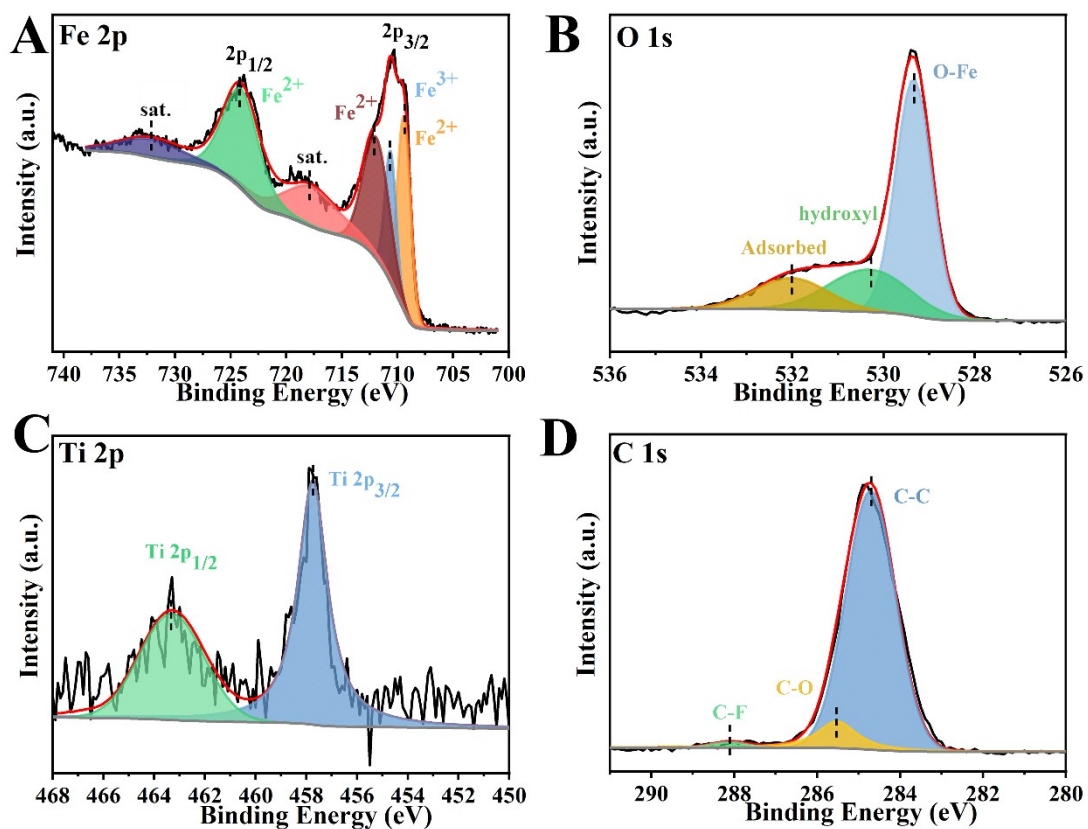 A
Fe 2p
2p3/2
2p1/2
Fe2+
Fe3+
Fe2+
Fe2+
sat.
sat.
Intensity (a.u.)
740 735 730 725 720 715 710 705 700
Binding Energy (eV)
B
O 1s
O-Fe
hydroxyl
Adsorbed
Intensity (a.u.)
536 534 532 530 528 526
Binding Energy (eV)
C
Ti 2p
Ti 2p3/2
Ti 2p1/2
Intensity (a.u.)
468 466 464 462 460 458 456 454 452 450
Binding Energy (eV)
D
C 1s
C-C
C-O
C-F
Intensity (a.u.)
290 288 286 284 282 280
Binding Energy (eV)